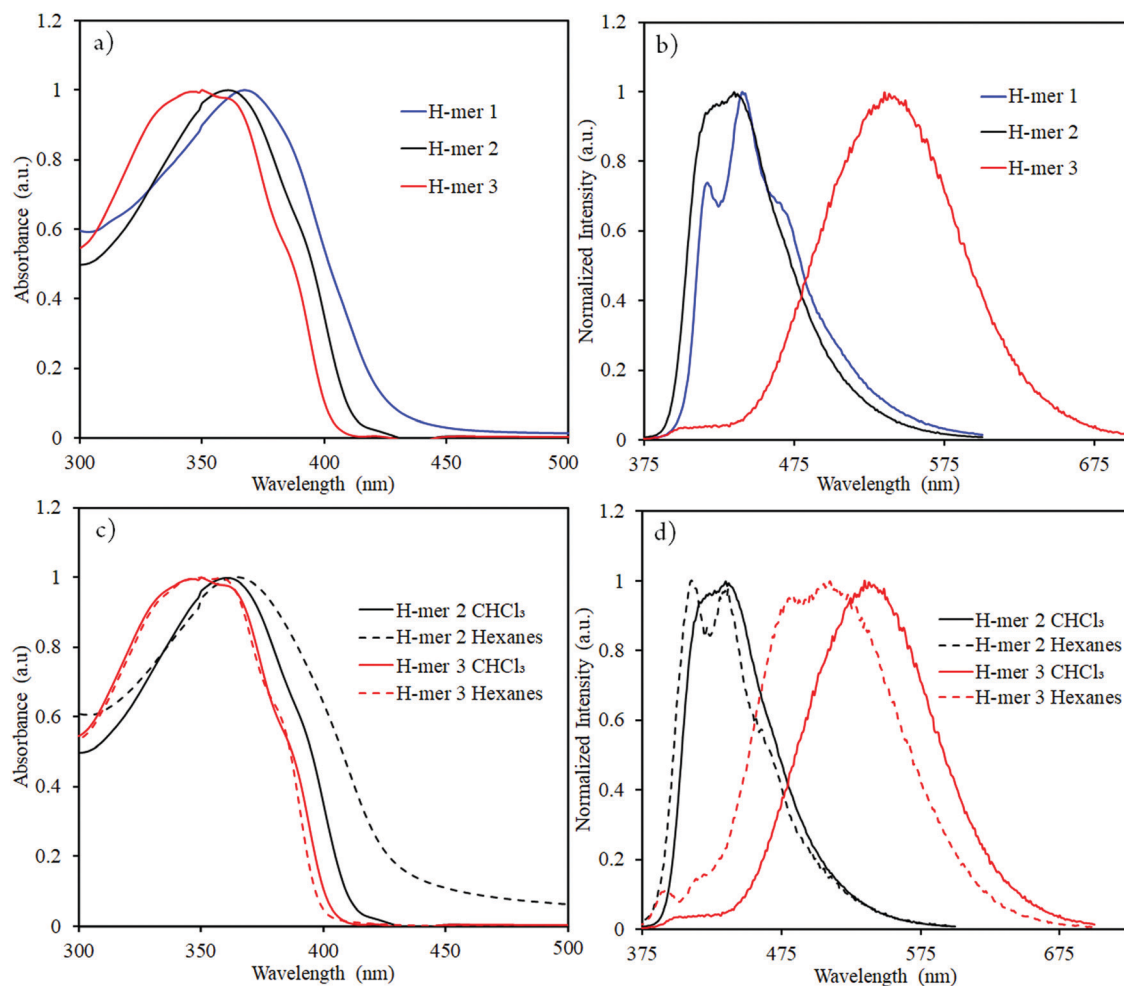 a)
1.2
1
0.8
0.6
0.4
0.2
0
Absorbance (a.u.)
300 350 400 450 500
Wavelength (nm)
H-mer 1
H-mer 2
H-mer 3
b)
1.2
1
0.8
0.6
0.4
0.2
0
Normalized Intensity (a.u.)
375 475 575 675
Wavelength (nm)
H-mer 1
H-mer 2
H-mer 3
c)
1.2
1
0.8
0.6
0.4
0.2
0
Absorbance (a.u)
300 350 400 450 500
Wavelength (nm)
H-mer 2 CHCl₃
H-mer 2 Hexanes
H-mer 3 CHCl₃
H-mer 3 Hexanes
d)
1.2
1
0.8
0.6
0.4
0.2
0
Normalized Intensity (a.u.)
375 475 575 675
Wavelength (nm)
H-mer 2 CHCl₃
H-mer 2 Hexanes
H-mer 3 CHCl₃
H-mer 3 Hexanes